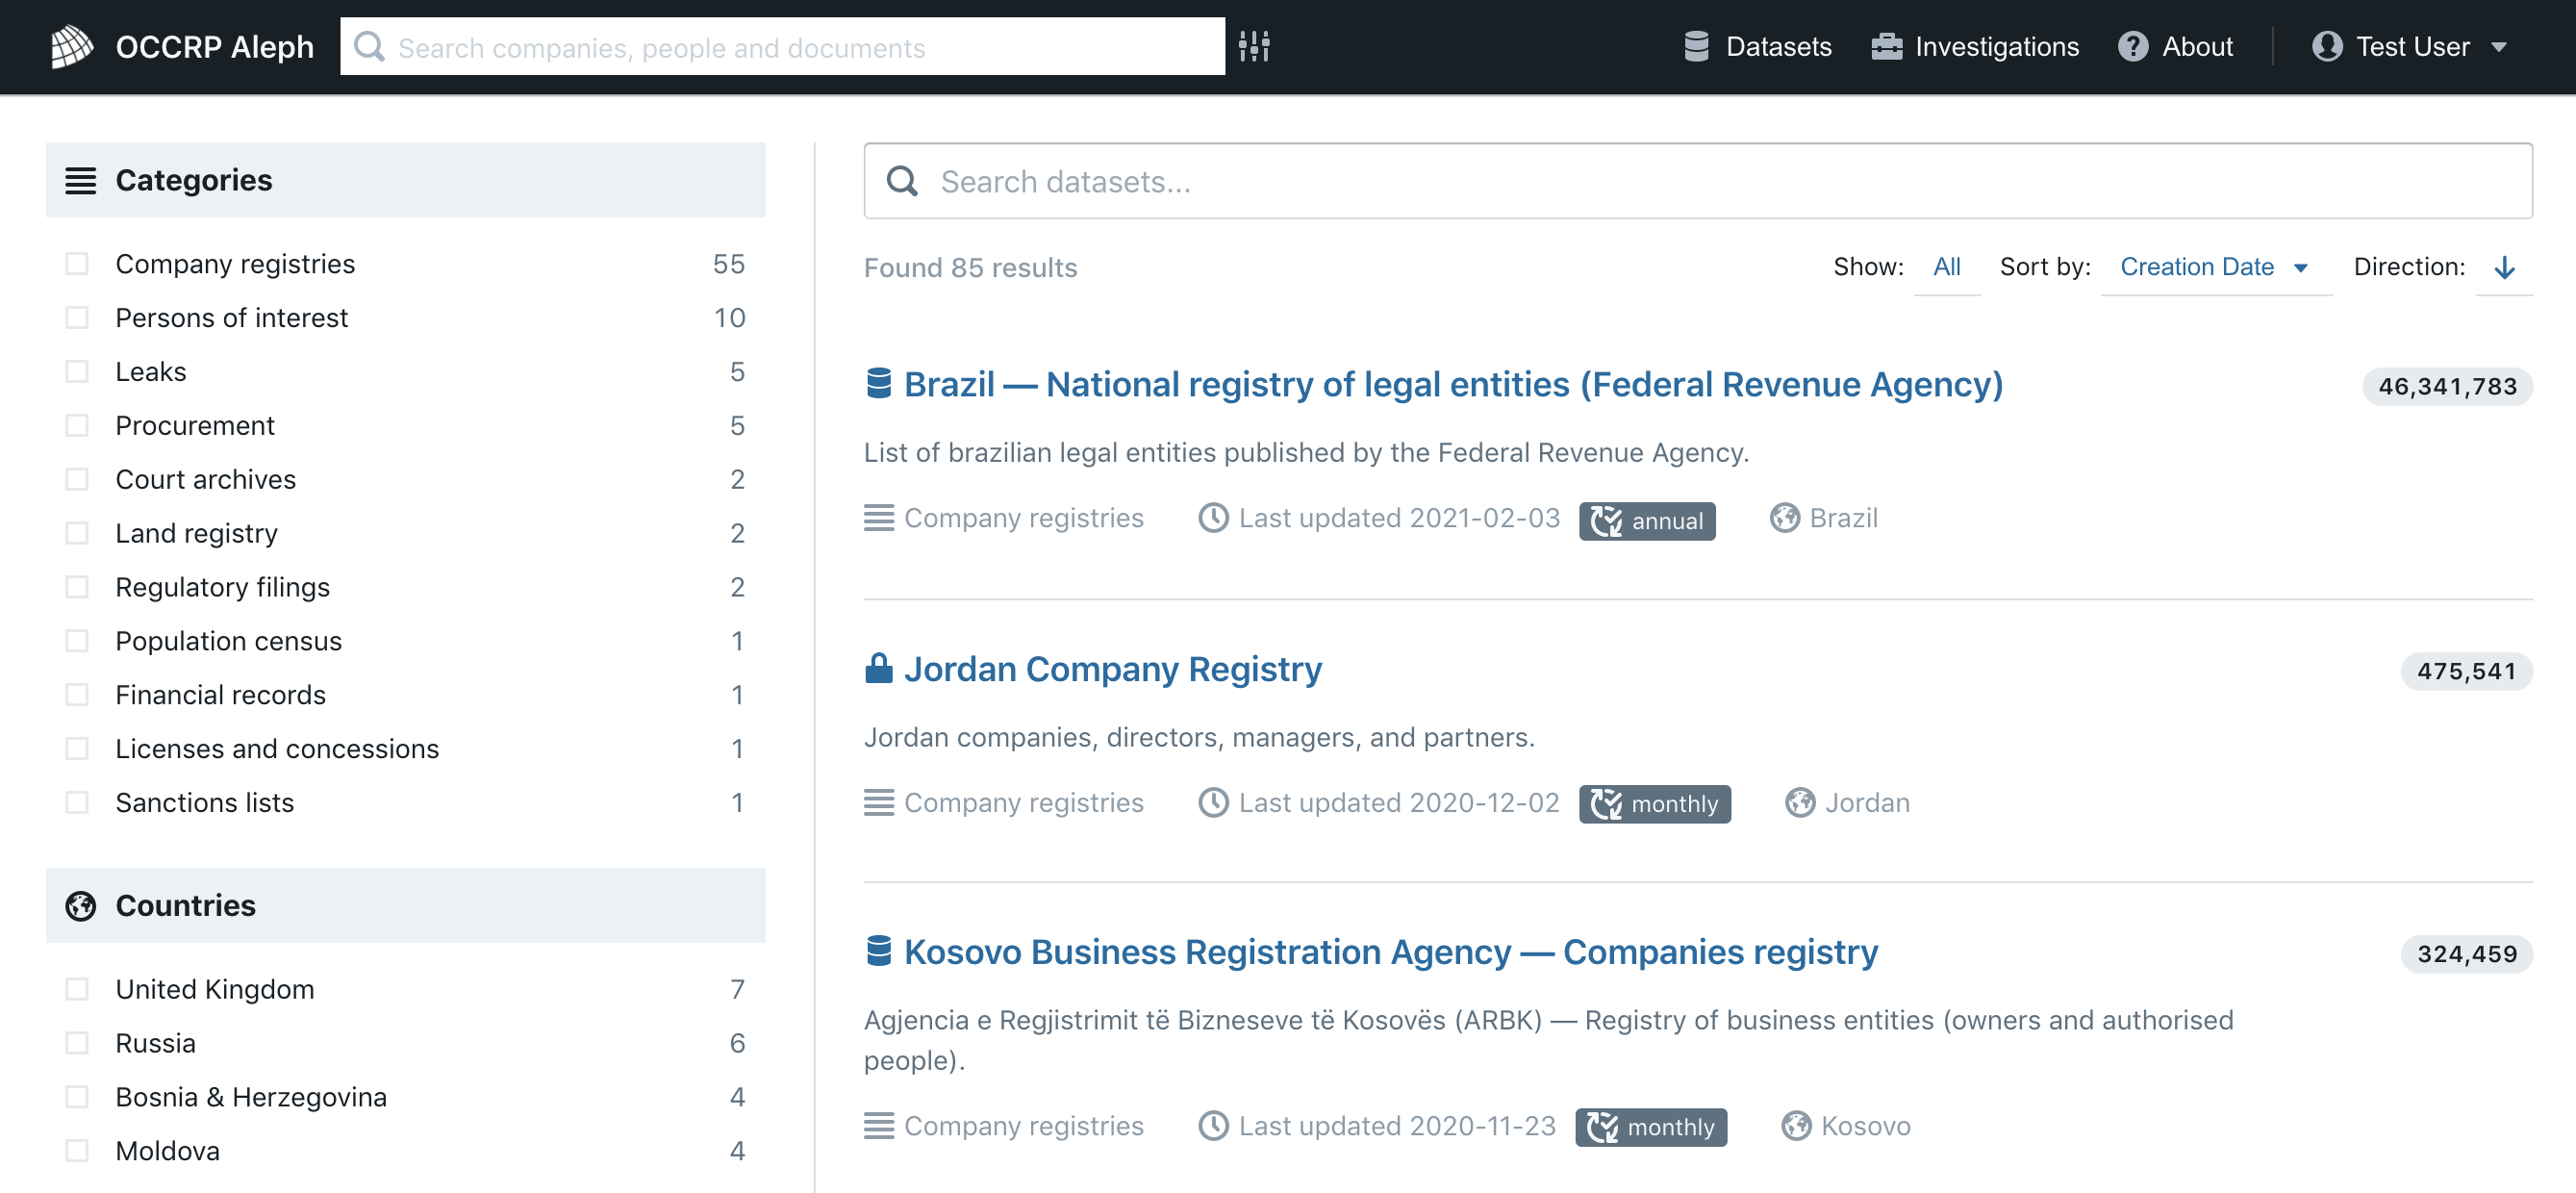 OCCRP Aleph
Search companies, people and documents
Datasets
Investigations
About
Test User
Categories
Company registries 55
Persons of interest 10
Leaks 5
Procurement 5
Court archives 2
Land registry 2
Regulatory filings 2
Population census 1
Financial records 1
Licenses and concessions 1
Sanctions lists 1
Countries
United Kingdom 7
Russia 6
Bosnia & Herzegovina 4
Moldova 4
Search datasets...
Found 85 results
Show: All Sort by: Creation Date Direction:
Brazil — National registry of legal entities (Federal Revenue Agency) 46,341,783
List of brazilian legal entities published by the Federal Revenue Agency.
Company registries Last updated 2021-02-03 annual Brazil
Jordan Company Registry 475,541
Jordan companies, directors, managers, and partners.
Company registries Last updated 2020-12-02 monthly Jordan
Kosovo Business Registration Agency — Companies registry 324,459
Agjencia e Regjistrimit të Bizneseve të Kosovës (ARBK) — Registry of business entities (owners and authorised
people).
Company registries Last updated 2020-11-23 monthly Kosovo